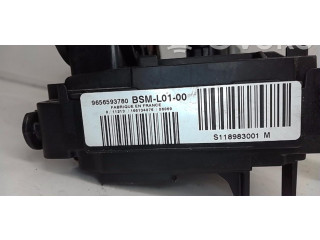 9656593780 BSM-L01-00
FABRIQUE EN FRANCE
S118983001 M